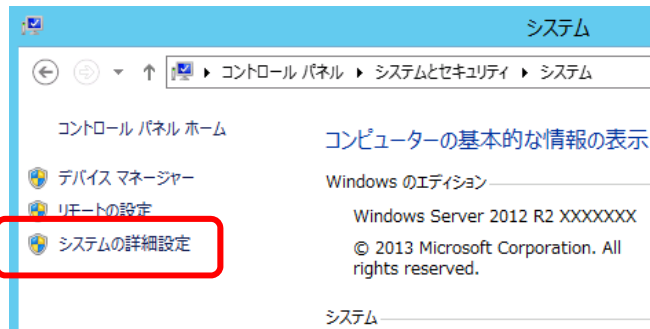 システム
コントロール パネル ▸ システムとセキュリティ ▸ システム
コントロール パネル ホーム
デバイス マネージャー
リモートの設定
システムの詳細設定
コンピューターの基本的な情報の表示
Windows のエディション
Windows Server 2012 R2 XXXXXXX
© 2013 Microsoft Corporation. All
rights reserved.
システム